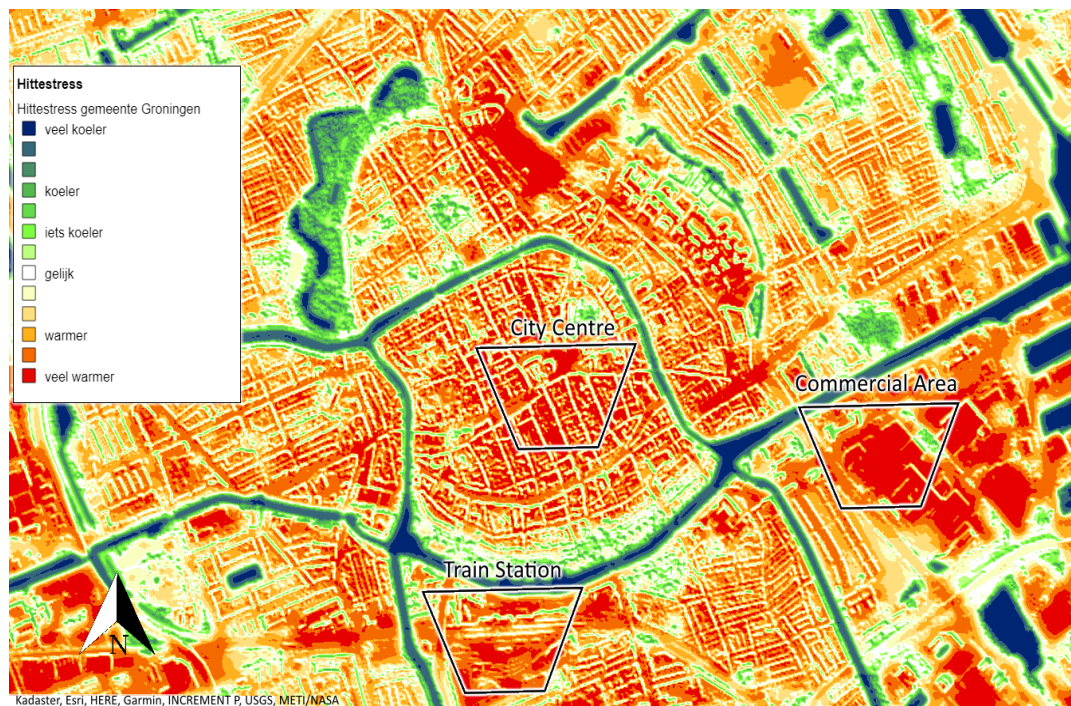 Hittestress
Hittestress gemeente Groningen
veel koeler
koeler
iets koeler
gelijk
warmer
veel warmer
City Centre
Commercial Area
Train Station
N
Kadaster, Esri, HERE, Garmin, INCREMENT P, USGS, METI/NASA